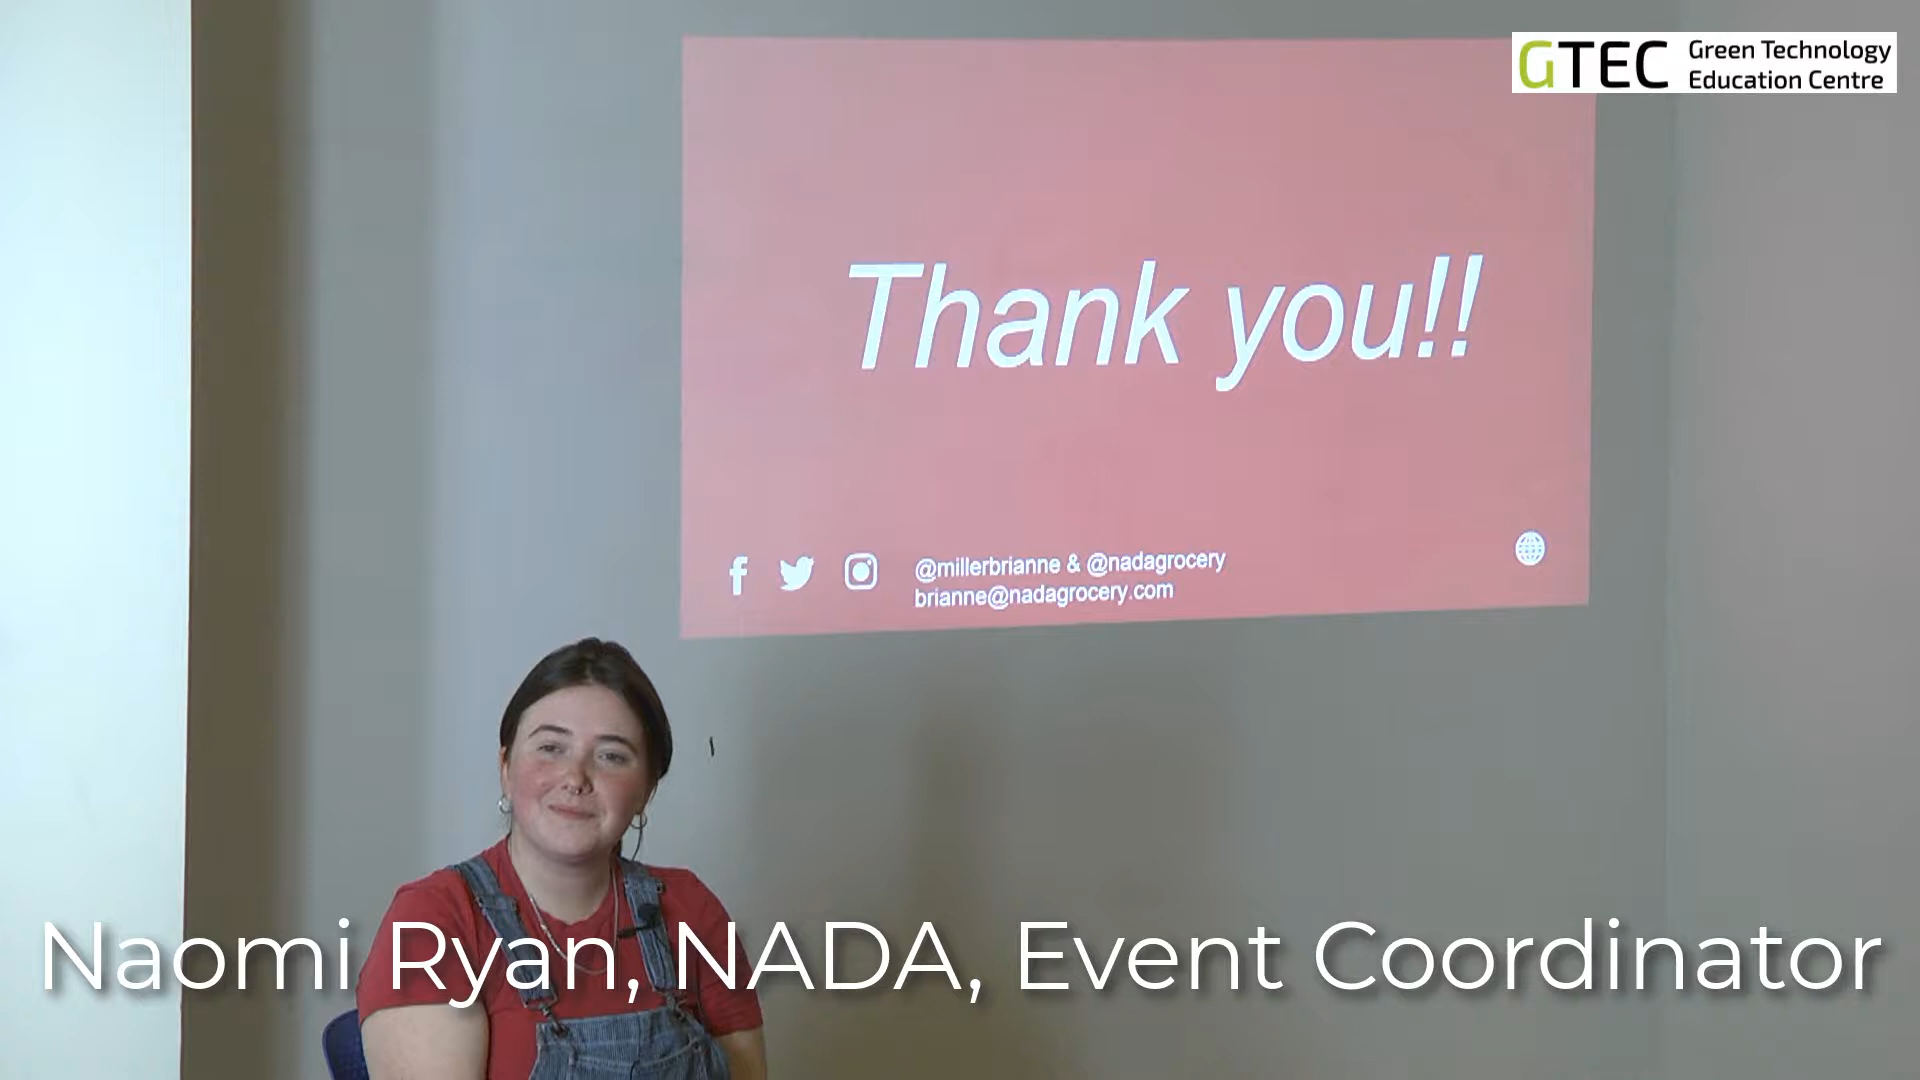 GTEC Green Technology
Education Centre
Thank you!!
@millerbrianne & @nadagrocery
brianne@nadagrocery.com
Naomi Ryan, NADA, Event Coordinator